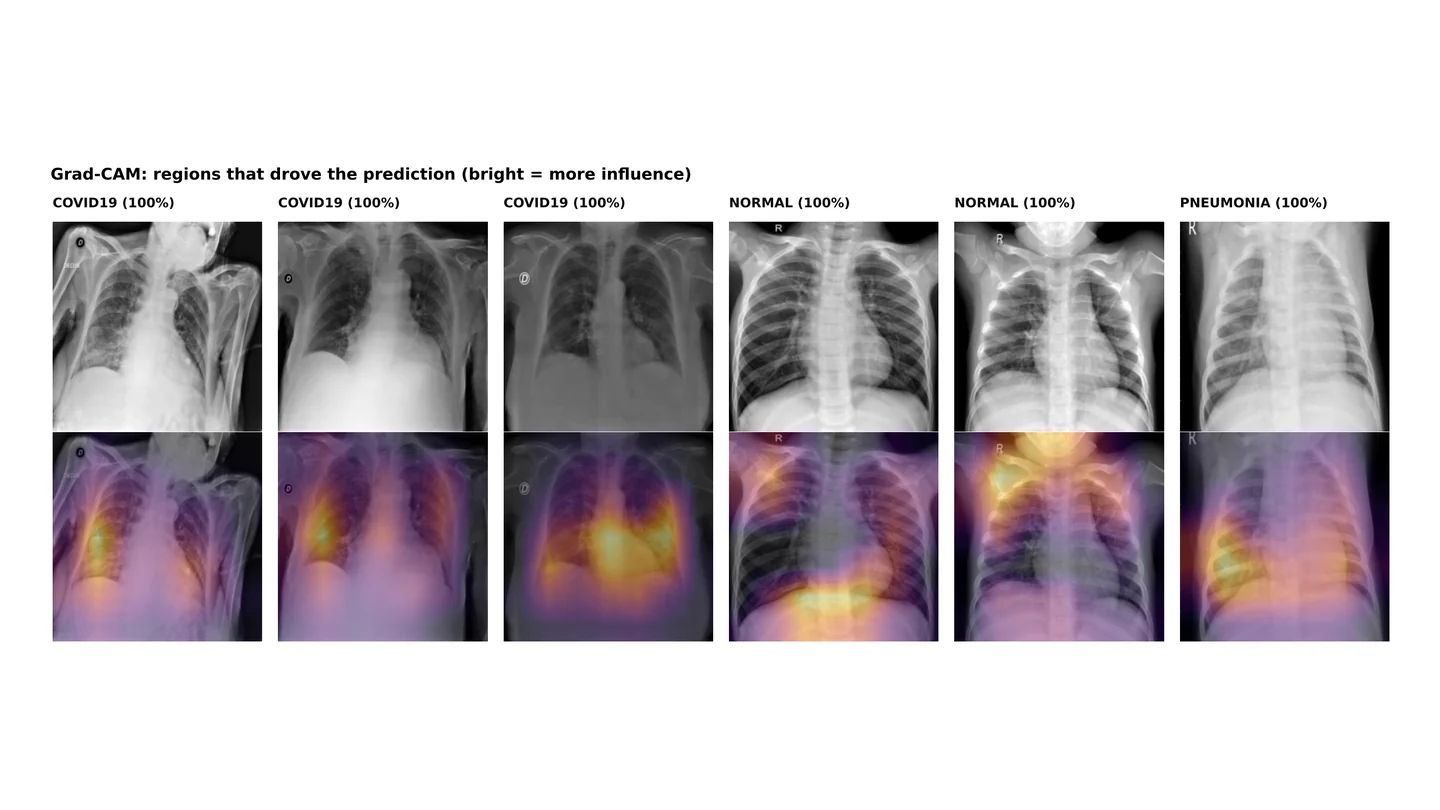 Grad-CAM: regions that drove the prediction (bright = more influence)
COVID19 (100%)
COVID19 (100%)
COVID19 (100%)
NORMAL (100%)
NORMAL (100%)
PNEUMONIA (100%)
D
D
D
R
R
R
D
D
D
R
R
R